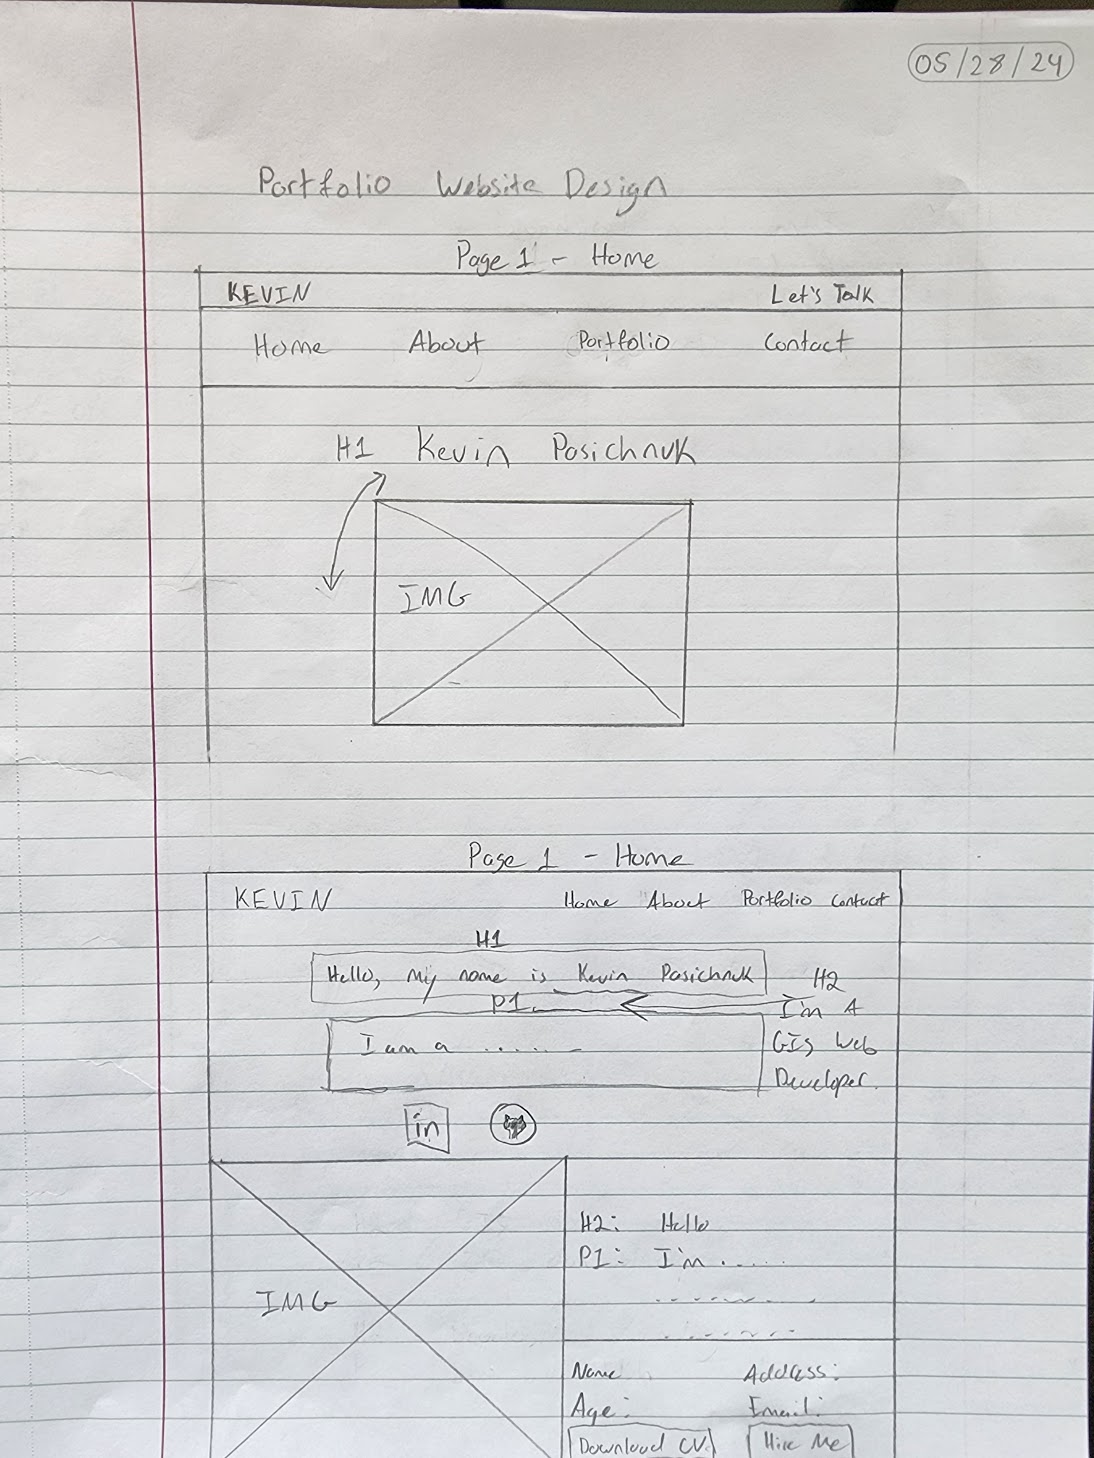 05/28/24
Portfolio Website Design
Page 1 - Home
KEVIN Let's Talk
Home About Portfolio Contact
H1 Kevin Pasichnuk
IMG
Page 1 - Home
KEVIN Home About Portfolio Contact
H1
Hello, my name is Kevin Pasichnuk
H2
P1.
I'm A
I am a ......
GIS Web
Developer.
in
H2: Hello
P1: I'm .....
IMG
Name Address:
Age: Email:
Download CV Hire Me